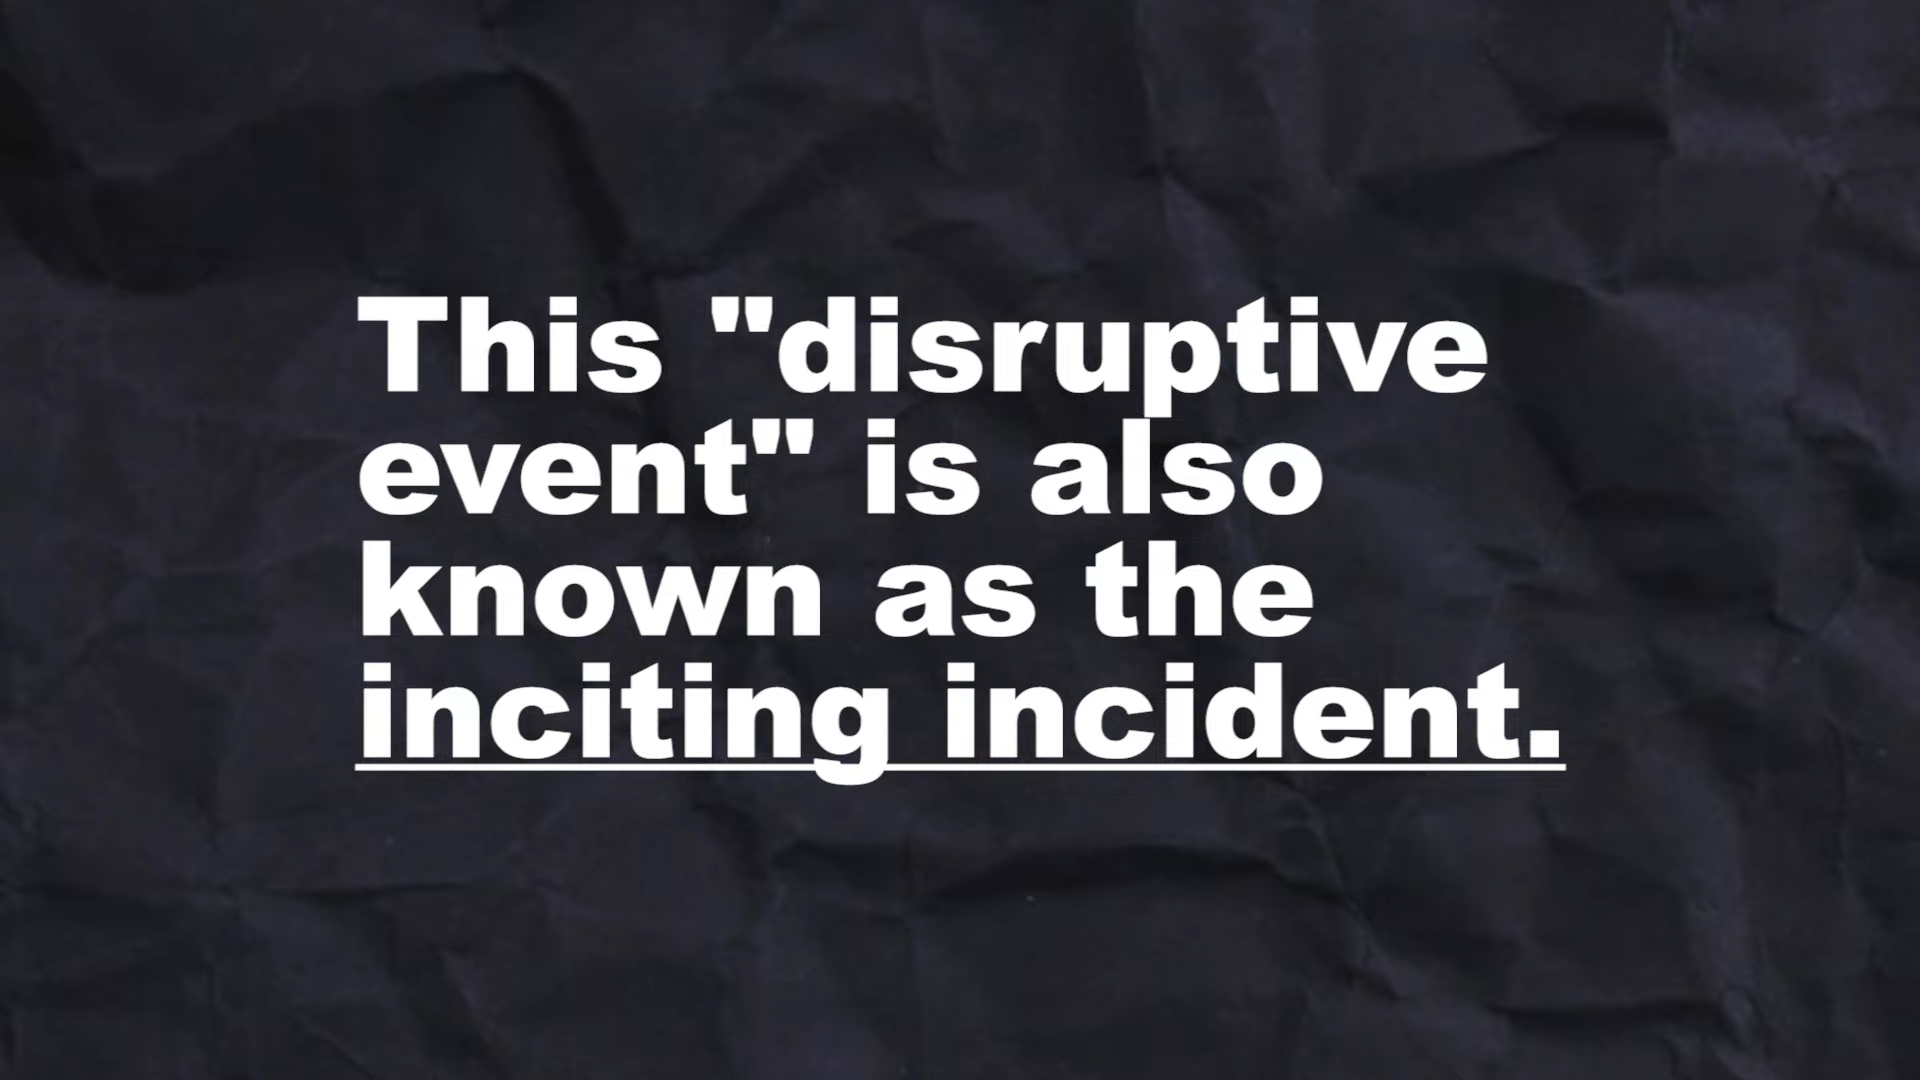 This "disruptive
event" is also
known as the
inciting incident.